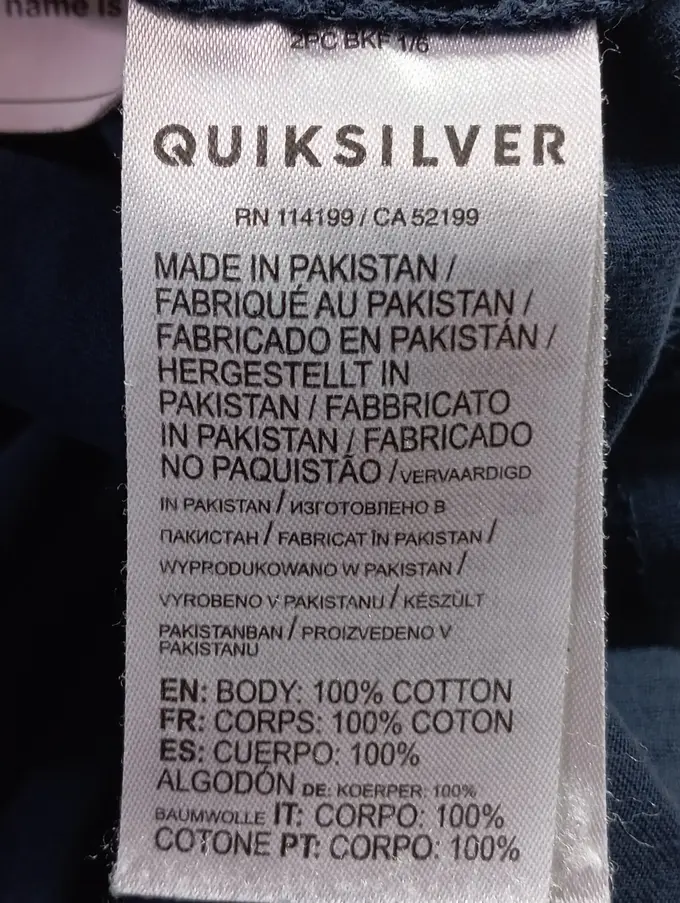 name is
2PC BKF 1/6
QUIKSILVER
RN 114199 / CA 52199
MADE IN PAKISTAN /
FABRIQUÉ AU PAKISTAN /
FABRICADO EN PAKISTÁN /
HERGESTELLT IN
PAKISTAN / FABBRICATO
IN PAKISTAN / FABRICADO
NO PAQUISTÃO / VERVAARDIGD
IN PAKISTAN / ИЗГОТОВЛЕНО В
ПАКИСТАН / FABRICAT ÎN PAKISTAN /
WYPRODUKOWANO W PAKISTAN /
VYROBENO V PAKISTANU / KÉSZÜLT
PAKISTANBAN / PROIZVEDENO V
PAKISTANU
EN: BODY: 100% COTTON
FR: CORPS: 100% COTON
ES: CUERPO: 100%
ALGODÓN DE: KOERPER: 100%
BAUMWOLLE IT: CORPO: 100%
COTONE PT: CORPO: 100%